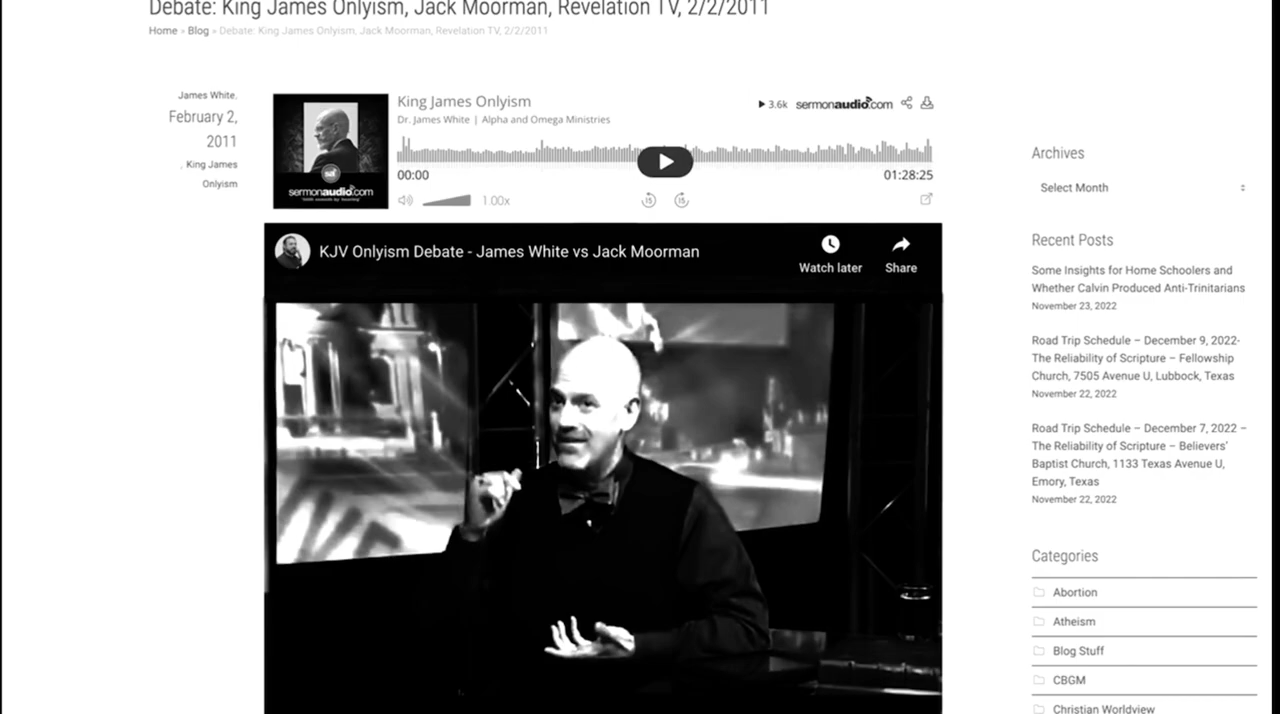 Debate: King James Onlyism, Jack Moorman, Revelation TV, 2/2/2011
Home » Blog » Debate: King James Onlyism, Jack Moorman, Revelation TV, 2/2/2011
James White,
February 2,
2011
, King James
Onlyism
sermonaudio.com
King James Onlyism
3.6k sermonaudio.com
Dr. James White | Alpha and Omega Ministries
00:00
01:28:25
1.00x
15
15
KJV Onlyism Debate - James White vs Jack Moorman
Watch later
Share
Archives
Select Month
Recent Posts
Some Insights for Home Schoolers and
Whether Calvin Produced Anti-Trinitarians
November 23, 2022
Road Trip Schedule – December 9, 2022-
The Reliability of Scripture – Fellowship
Church, 7505 Avenue U, Lubbock, Texas
November 22, 2022
Road Trip Schedule – December 7, 2022 –
The Reliability of Scripture – Believers'
Baptist Church, 1133 Texas Avenue U,
Emory, Texas
November 22, 2022
Categories
Abortion
Atheism
Blog Stuff
CBGM
Christian Worldview